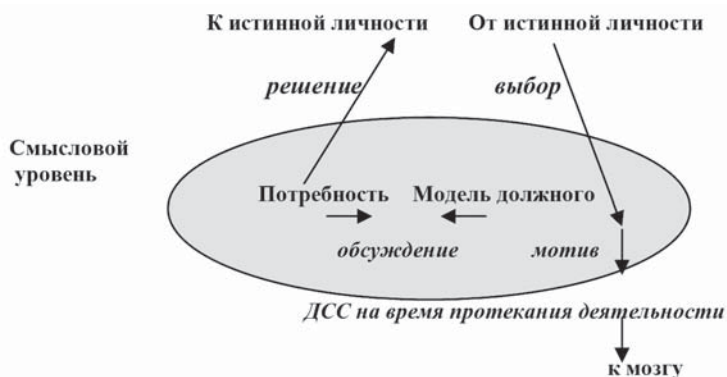 К истинной личности От истинной личности
решение выбор
Смысловой
уровень
Потребность Модель должного
обсуждение мотив
ДСС на время протекания деятельности
к мозгу